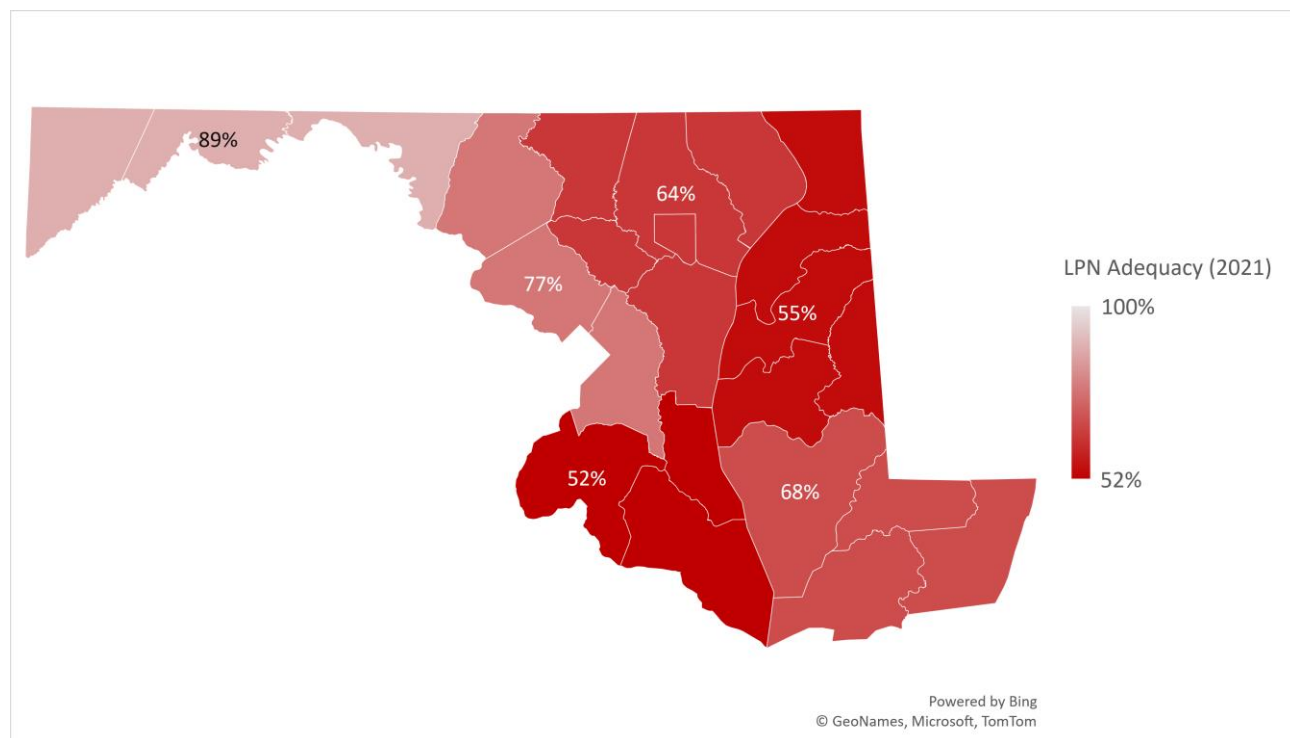 89%
64%
77%
LPN Adequacy (2021)
100%
55%
52%
52%
68%
Powered by Bing
© GeoNames, Microsoft, TomTom